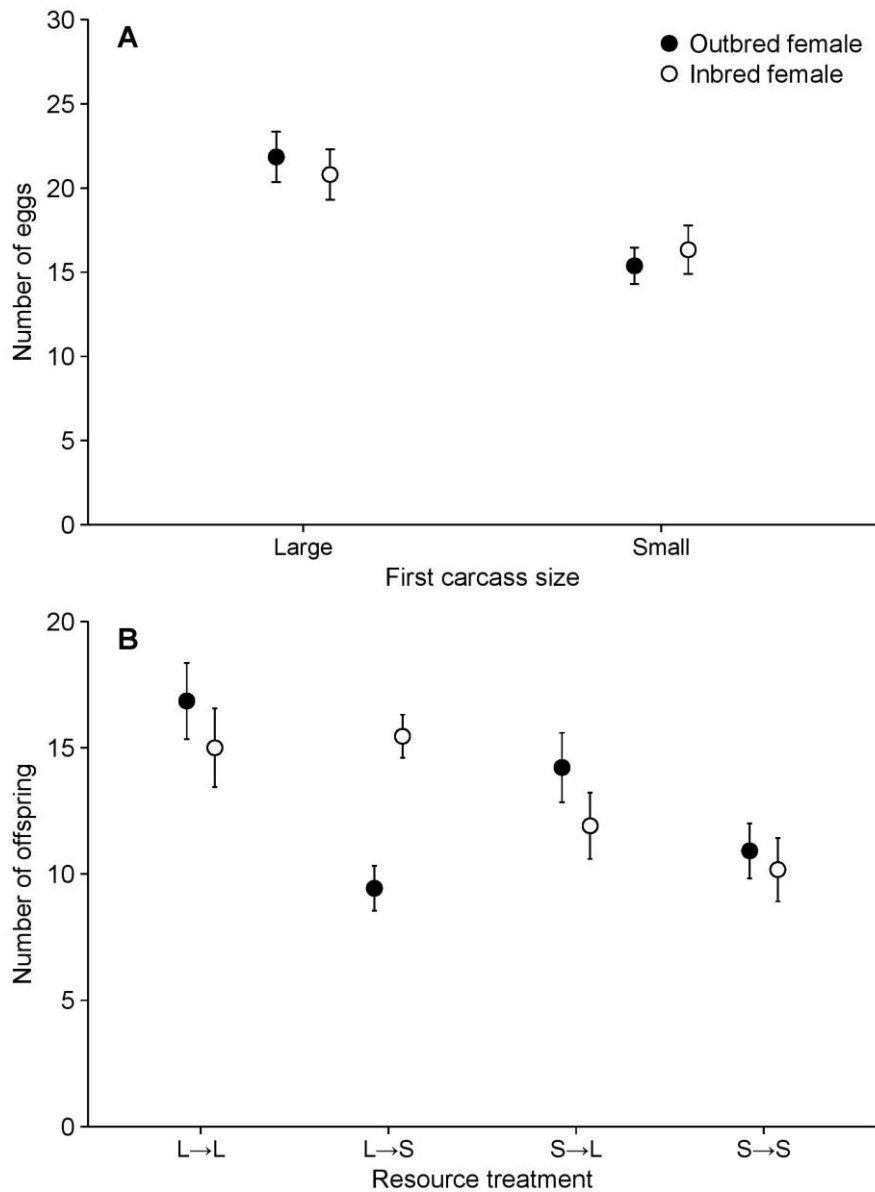 A
Outbred female
Inbred female
30
25
20
15
10
5
0
Number of eggs
Large Small
First carcass size
B
20
15
10
5
0
Number of offspring
L→L L→S S→L S→S
Resource treatment